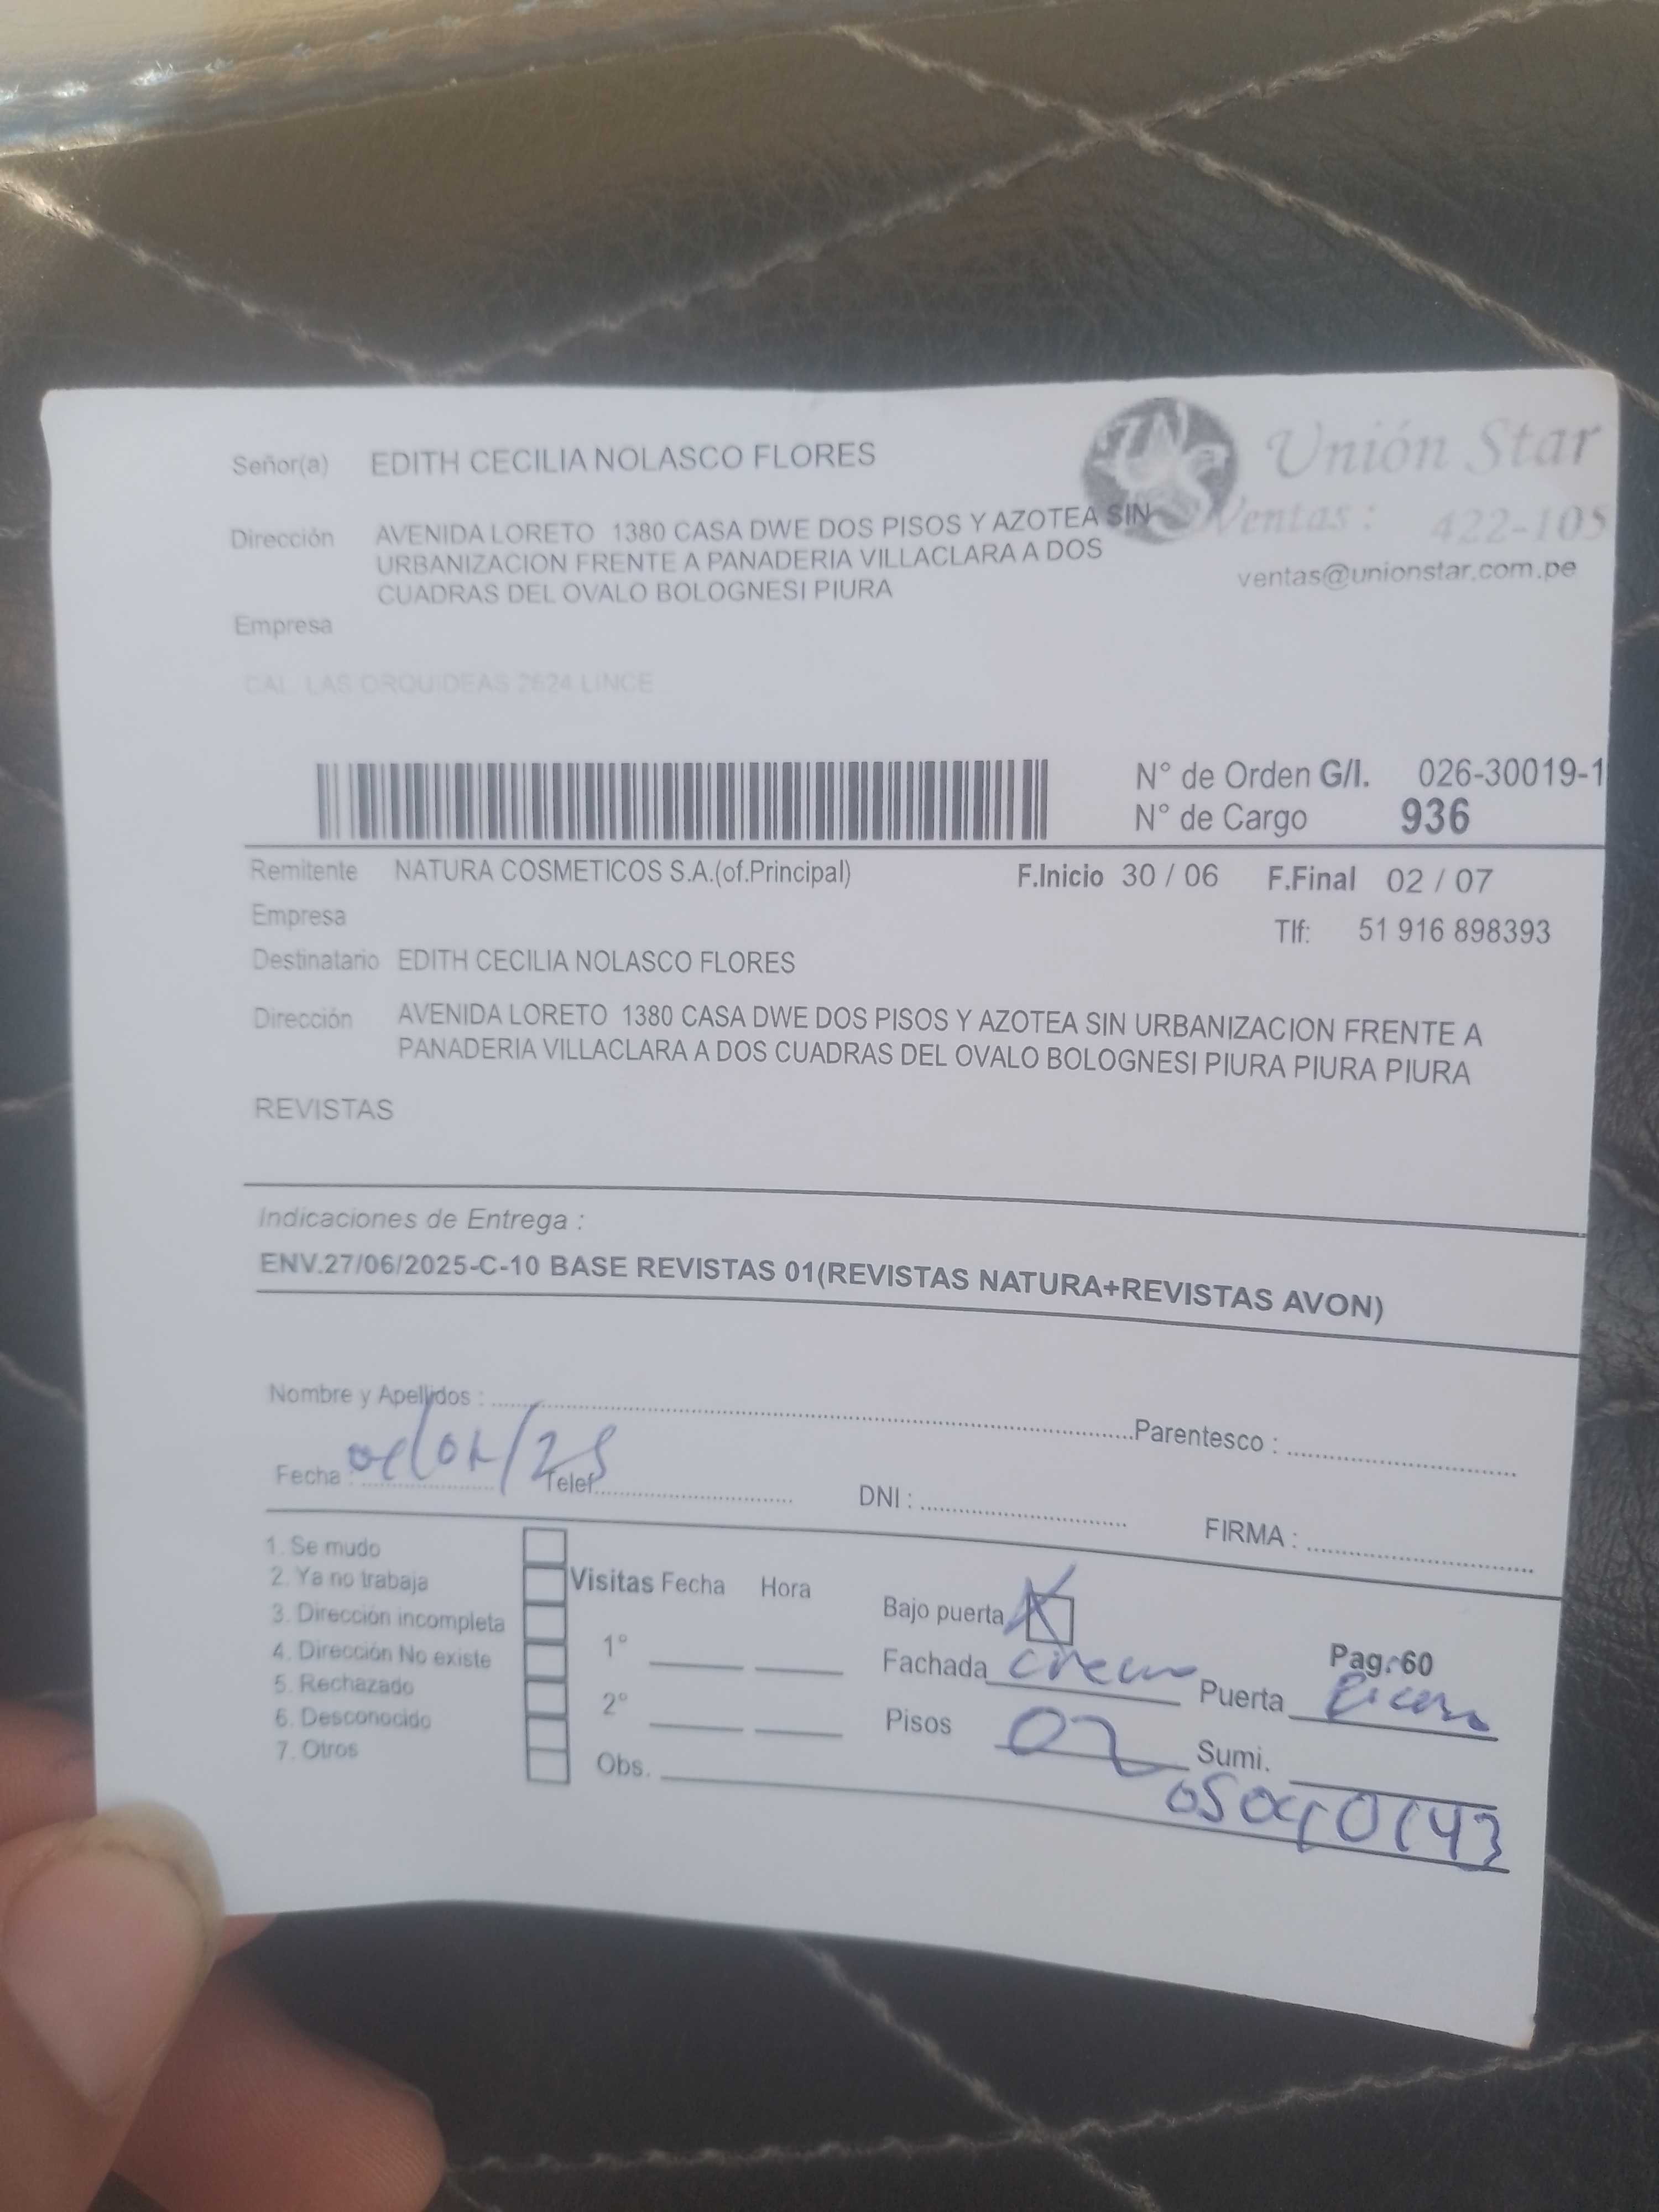 Señor(a) EDITH CECILIA NOLASCO FLORES
Unión Star
Dirección AVENIDA LORETO 1380 CASA DWE DOS PISOS Y AZOTEA SIN
Ventas : 422-105
URBANIZACION FRENTE A PANADERIA VILLACLARA A DOS
ventas@unionstar.com.pe
CUADRAS DEL OVALO BOLOGNESI PIURA
Empresa
CAL. LAS ORQUIDEAS 2624 LINCE
N° de Orden G/I. 026-30019-1
N° de Cargo 936
Remitente NATURA COSMETICOS S.A.(of.Principal) F.Inicio 30 / 06 F.Final 02 / 07
Empresa Tlf: 51 916 898393
Destinatario EDITH CECILIA NOLASCO FLORES
Dirección AVENIDA LORETO 1380 CASA DWE DOS PISOS Y AZOTEA SIN URBANIZACION FRENTE A
PANADERIA VILLACLARA A DOS CUADRAS DEL OVALO BOLOGNESI PIURA PIURA PIURA
REVISTAS
Indicaciones de Entrega :
ENV.27/06/2025-C-10 BASE REVISTAS 01(REVISTAS NATURA+REVISTAS AVON)
Nombre y Apellidos : Parentesco :
Fecha : Telef. DNI : FIRMA :
1. Se mudo
2. Ya no trabaja Visitas Fecha Hora Bajo puerta X
3. Dirección incompleta 1° Pag.:60
4. Dirección No existe Fachada crema Puerta
5. Rechazado 2° Pisos 02 Sumi.
6. Desconocido
7. Otros Obs.